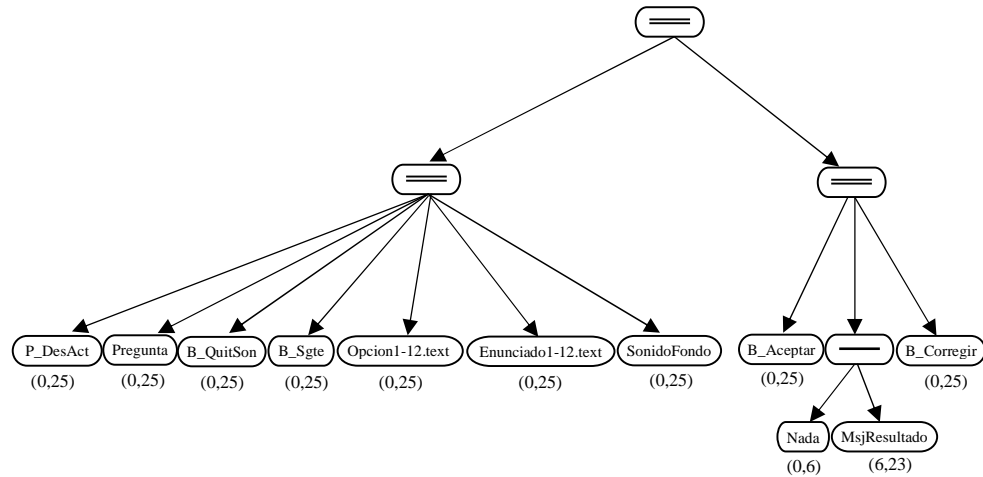 P_DesAct Pregunta B_QuitSon B_Sgte Opcion1-12.text Enunciado1-12.text SonidoFondo B_Aceptar B_Corregir
(0,25) (0,25) (0,25) (0,25) (0,25) (0,25) (0,25) (0,25) (0,25)
Nada MsjResultado
(0,6) (6,23)